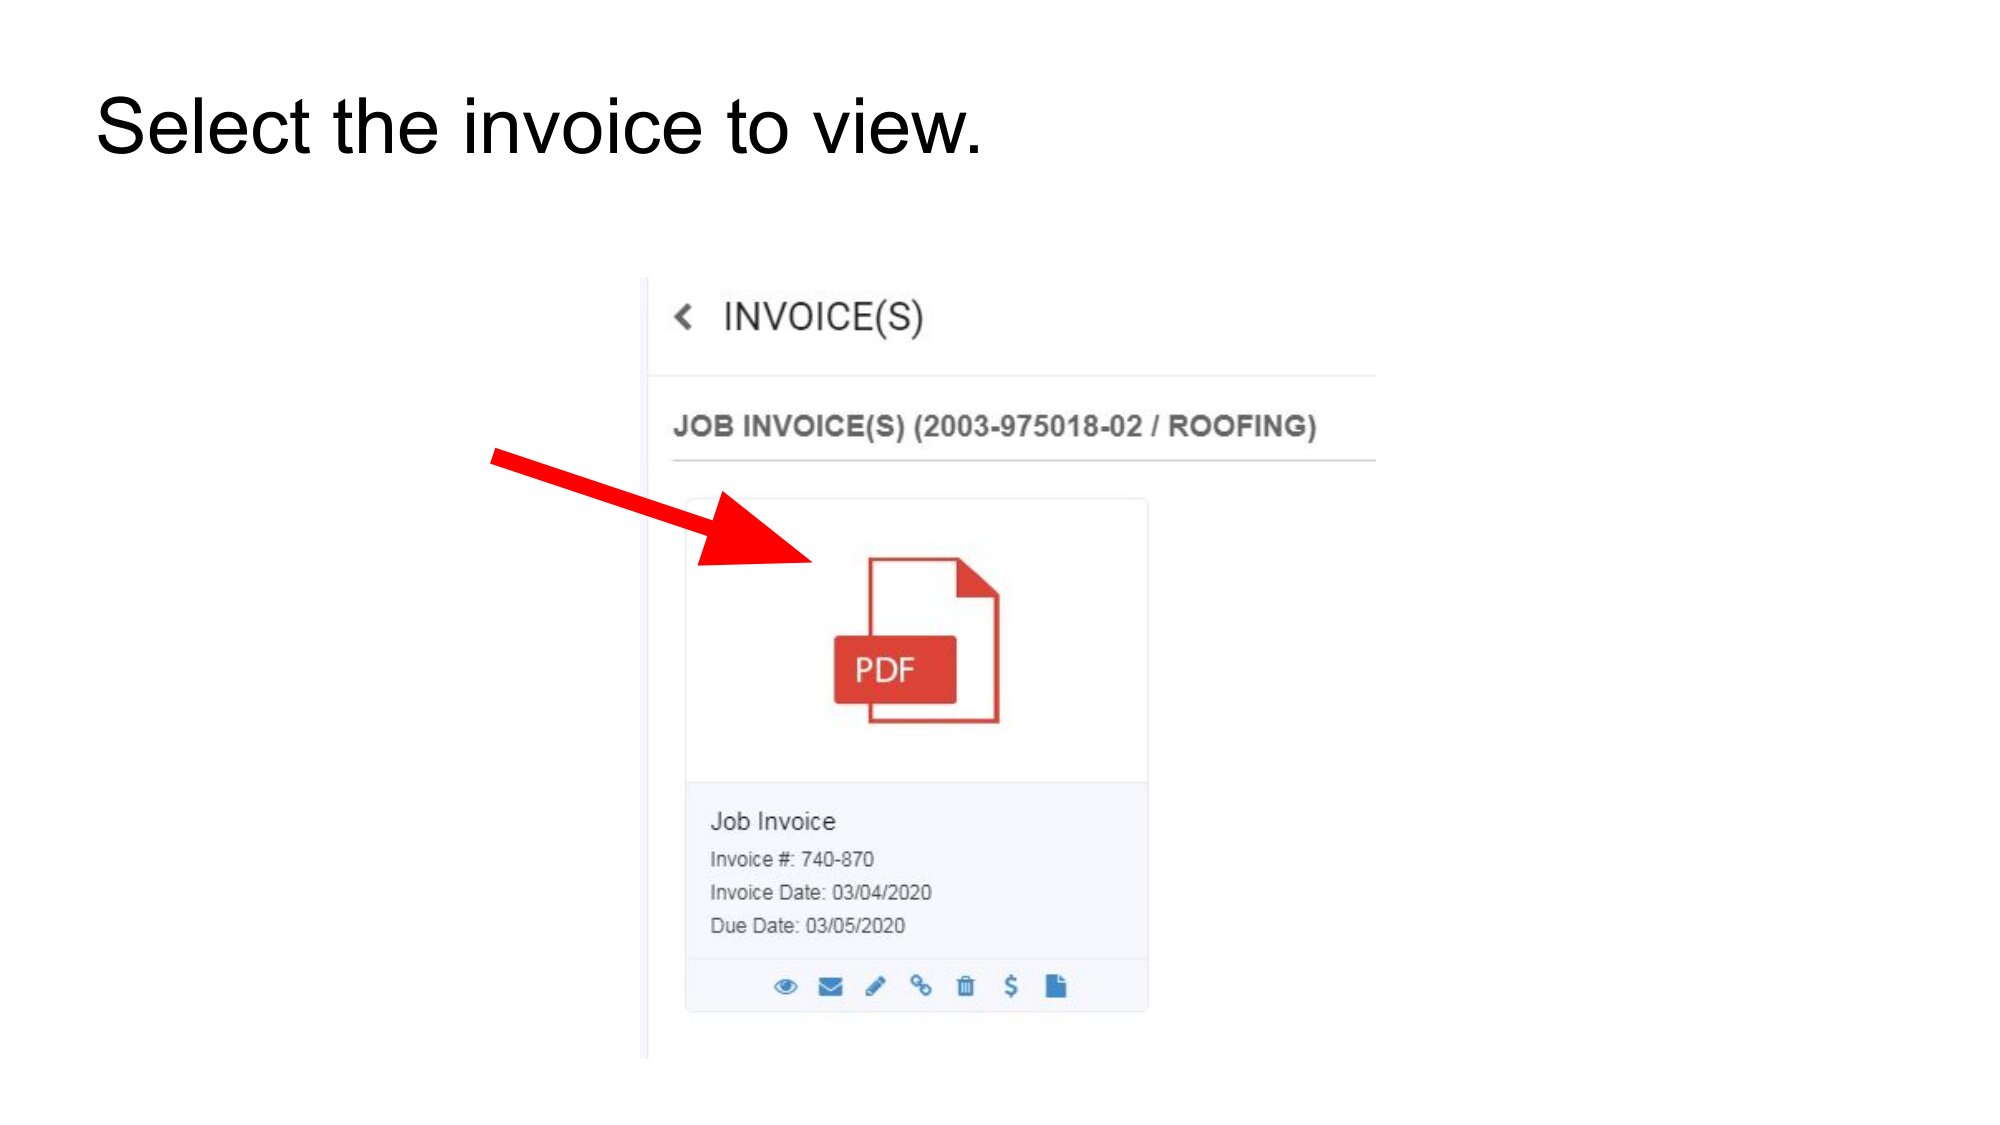 Select the invoice to view.
INVOICE(S)
JOB INVOICE(S) (2003-975018-02 / ROOFING)
PDF
Job Invoice
Invoice #: 740-870
Invoice Date: 03/04/2020
Due Date: 03/05/2020